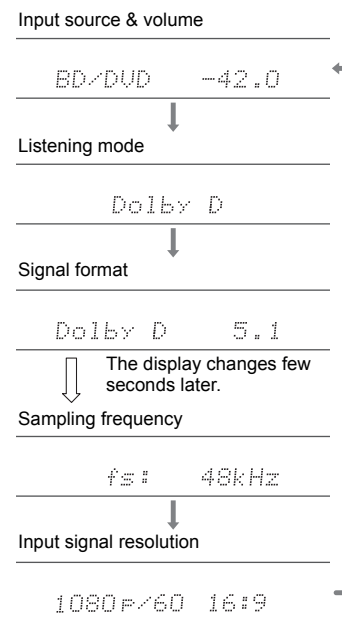 Input source & volume
BD/DVD -42.0
Listening mode
Dolby D
Signal format
Dolby D 5.1
The display changes few
seconds later.
Sampling frequency
fs: 48kHz
Input signal resolution
1080p/60 16:9